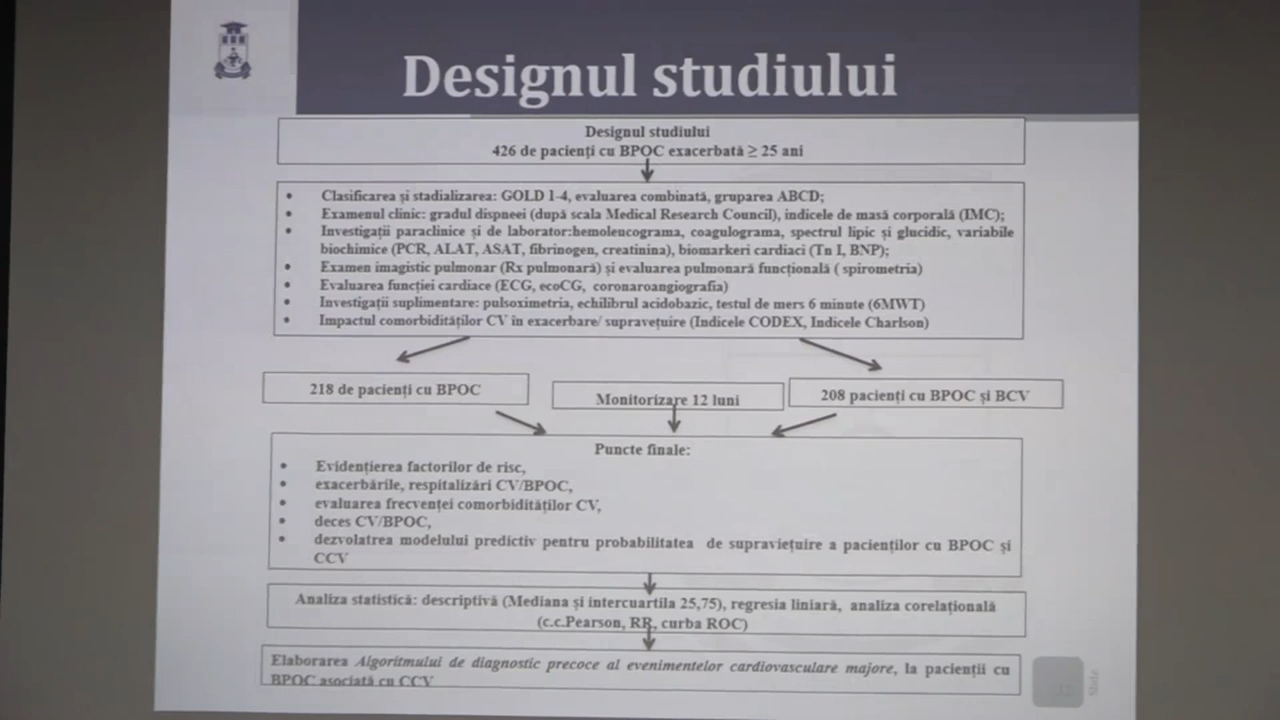 Designul studiului
Designul studiului
426 de pacienți cu BPOC exacerbată ≥ 25 ani
• Clasificarea și stadializarea: GOLD 1-4, evaluarea combinată, gruparea ABCD;
• Examenul clinic: gradul dispneei (după scala Medical Research Council), indicele de masă corporală (IMC);
• Investigații paraclinice și de laborator:hemoleucograma, coagulograma, spectrul lipic și glucidic, variabile
biochimice (PCR, ALAT, ASAT, fibrinogen, creatinina), biomarkeri cardiaci (Tn I, BNP);
• Examen imagistic pulmonar (Rx pulmonară) și evaluarea pulmonară funcțională ( spirometria)
• Evaluarea funcției cardiace (ECG, ecoCG, coronaroangiografia)
• Investigații suplimentare: pulsoximetria, echilibrul acidobazic, testul de mers 6 minute (6MWT)
• Impactul comorbidităților CV în exacerbare/ supravețuire (Indicele CODEX, Indicele Charlson)
218 de pacienți cu BPOC
Monitorizare 12 luni
208 pacienți cu BPOC și BCV
Puncte finale:
• Evidențierea factorilor de risc,
• exacerbările, respitalizări CV/BPOC,
• evaluarea frecvenței comorbidităților CV,
• deces CV/BPOC,
• dezvolatrea modelului predictiv pentru probabilitatea de supraviețuire a pacienților cu BPOC și
CCV
Analiza statistică: descriptivă (Mediana și intercuartila 25,75), regresia liniară, analiza corelațională
(c.c.Pearson, RR, curba ROC)
Elaborarea Algoritmului de diagnostic precoce al evenimentelor cardiovasculare majore, la pacienții cu
BPOC asociată cu CCV